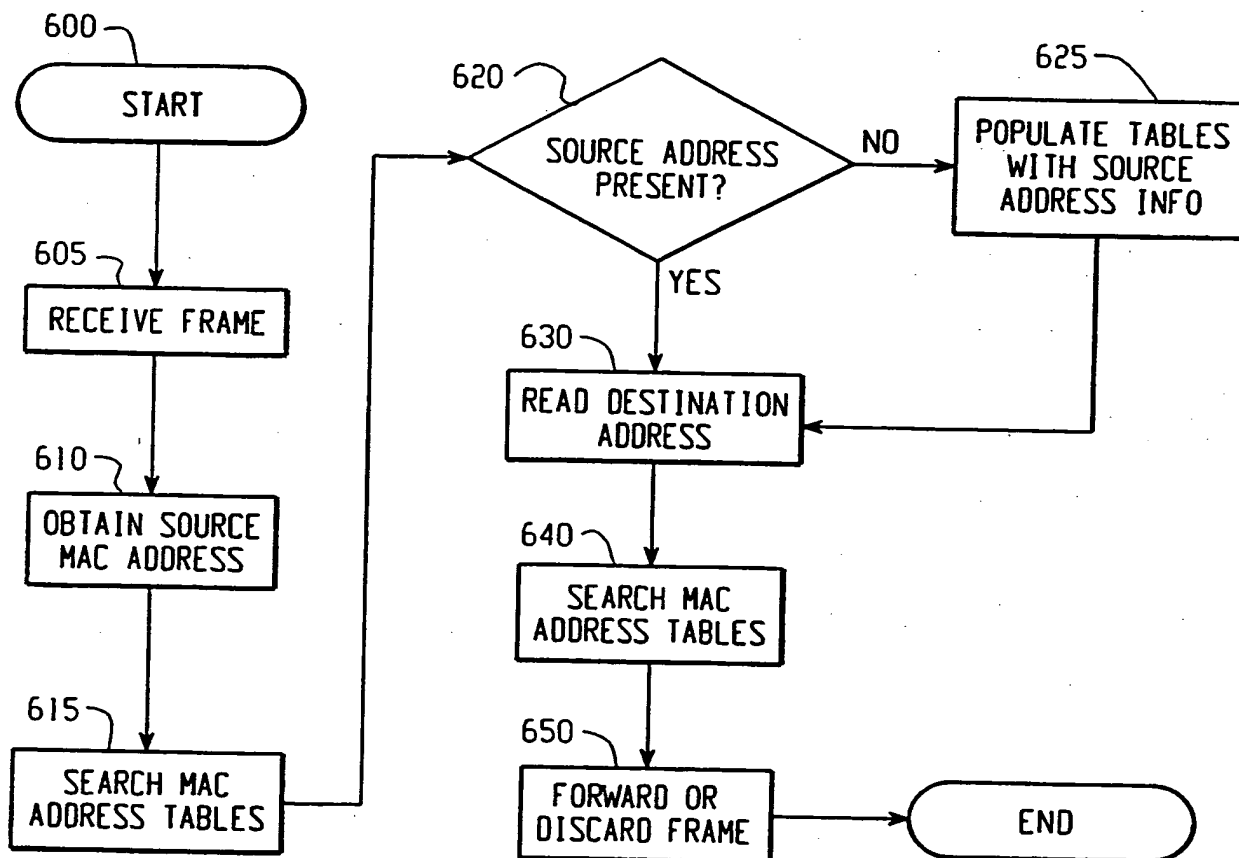 600
START
605
RECEIVE FRAME
610
OBTAIN SOURCE
MAC ADDRESS
615
SEARCH MAC
ADDRESS TABLES
620
SOURCE ADDRESS
PRESENT?
NO
YES
625
POPULATE TABLES
WITH SOURCE
ADDRESS INFO
630
READ DESTINATION
ADDRESS
640
SEARCH MAC
ADDRESS TABLES
650
FORWARD OR
DISCARD FRAME
END